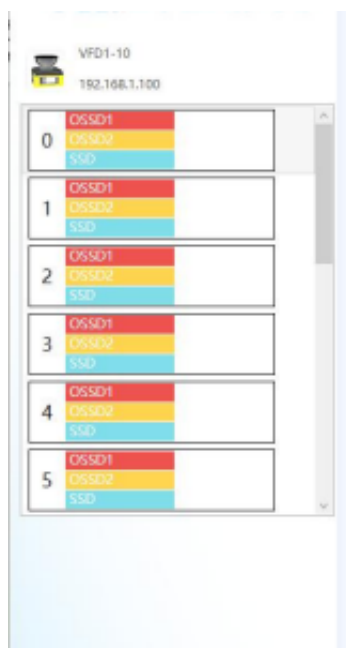 VFD1-10
192.168.1.100
0
OSSD1
OSSD2
SSD
1
OSSD1
OSSD2
SSD
2
OSSD1
OSSD2
SSD
3
OSSD1
OSSD2
SSD
4
OSSD1
OSSD2
SSD
5
OSSD1
OSSD2
SSD